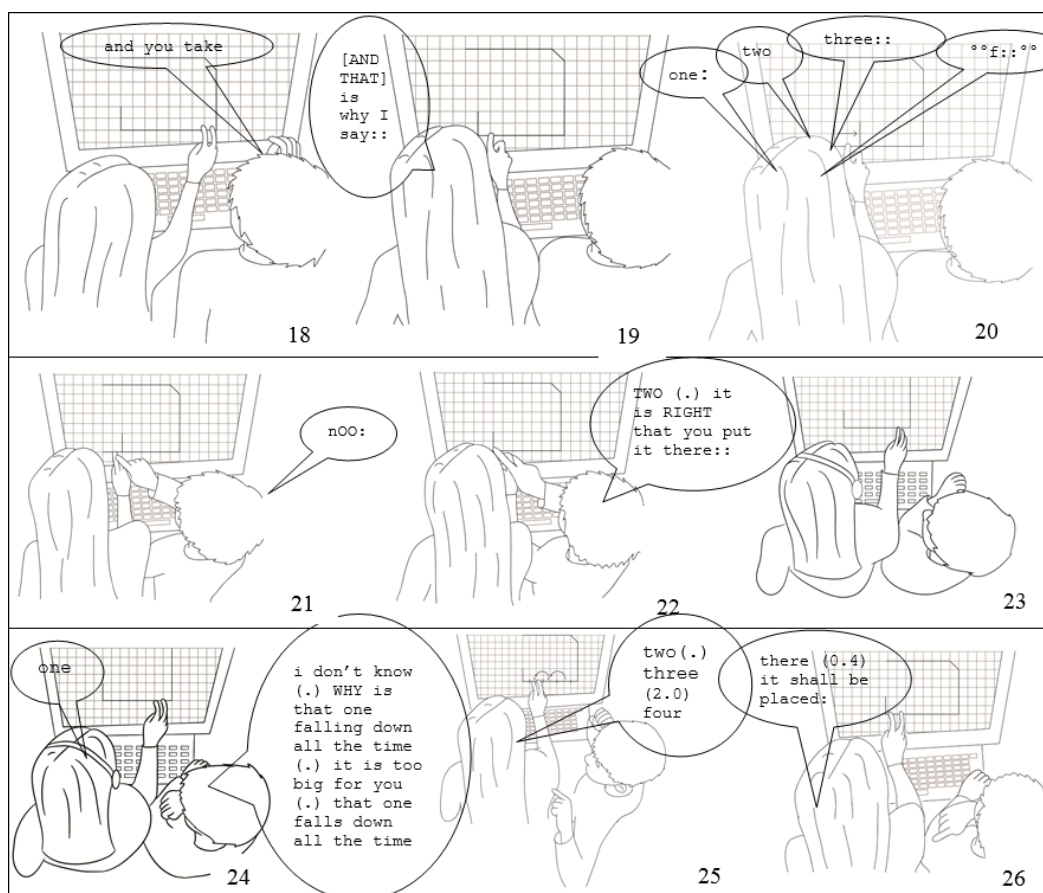 and you take
[AND
THAT]
is
why I
say::
one:
two
three::
°°f::°°
18
19
20
nOO:
TWO (.) it
is RIGHT
that you put
it there::
21
22
23
one
i don't know
(.) WHY is
that one
falling down
all the time
(.) it is too
big for you
(.) that one
falls down
all the time
two(.)
three
(2.0)
four
there (0.4)
it shall be
placed:
24
25
26